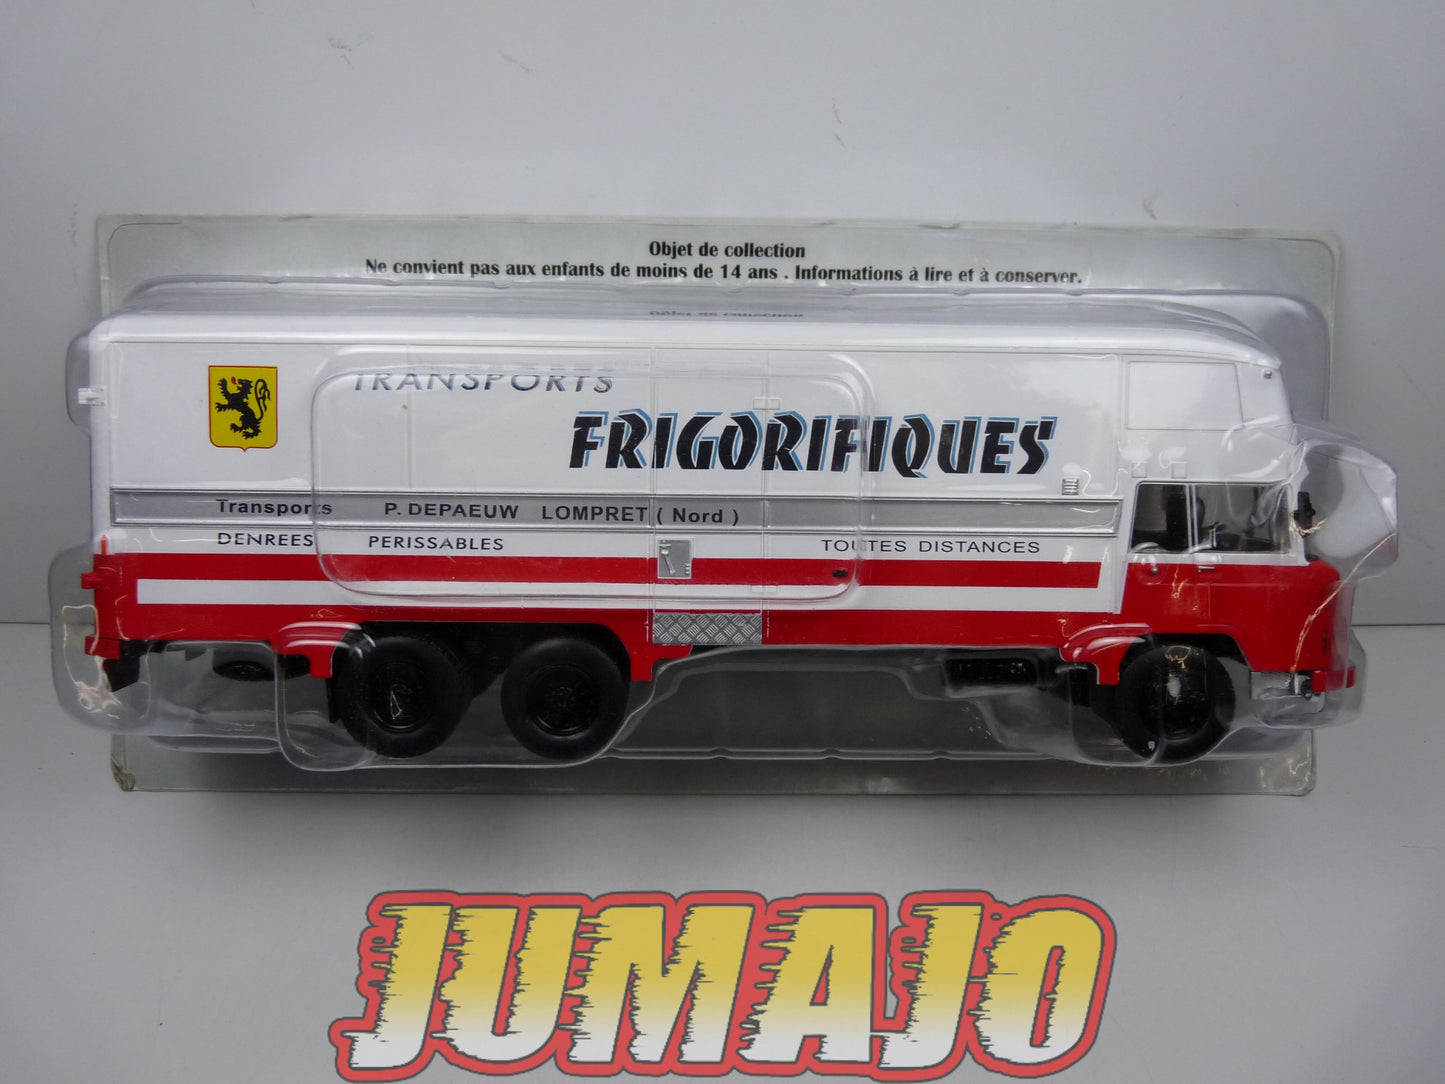 Objet de collection
Ne convient pas aux enfants de moins de 14 ans . Informations à lire et à conserver.
TRANSPORTS
FRIGORIFIQUES
Transports P. DEPAEUW LOMPRET ( Nord )
DENREES PERISSABLES TOUTES DISTANCES
JUMAJO